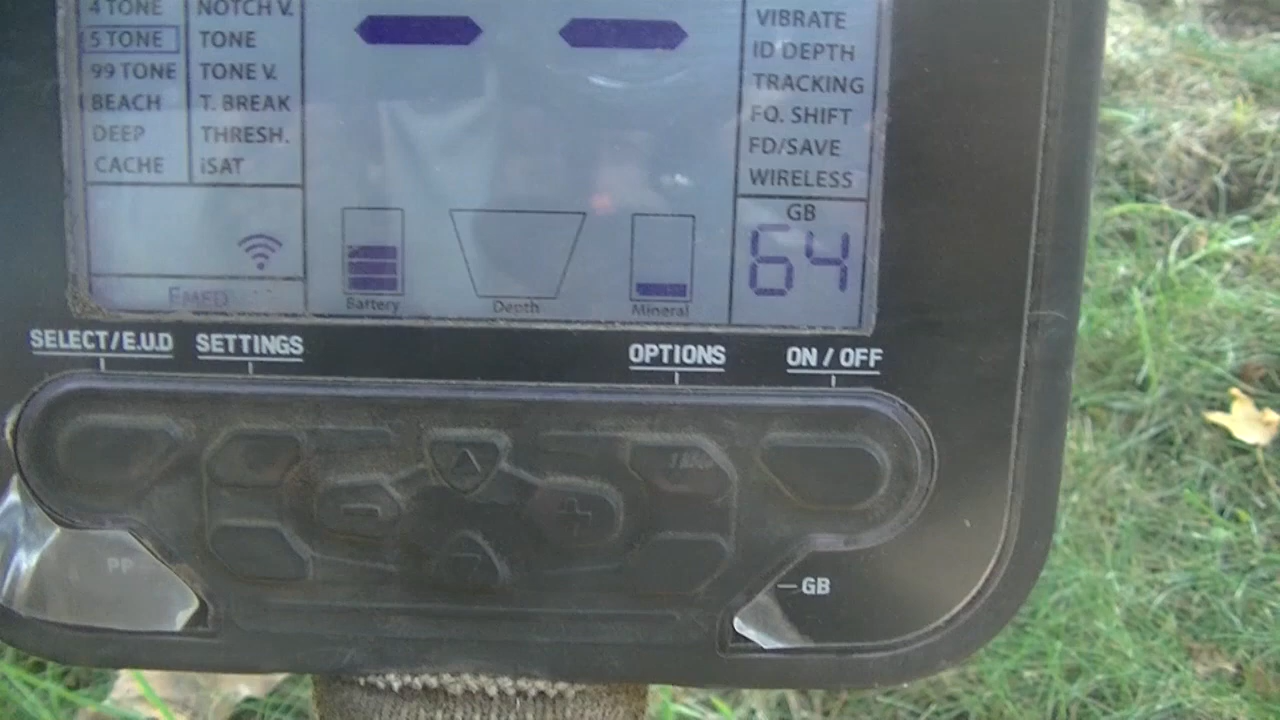 4 TONE
5 TONE
99 TONE
BEACH
DEEP
CACHE
NOTCH V.
TONE
TONE V.
T. BREAK
THRESH.
iSAT
VIBRATE
ID DEPTH
TRACKING
FQ. SHIFT
FD/SAVE
WIRELESS
GB
64
Battery
Depth
Mineral
SELECT/E.U.D
SETTINGS
OPTIONS
ON / OFF
PP
GB